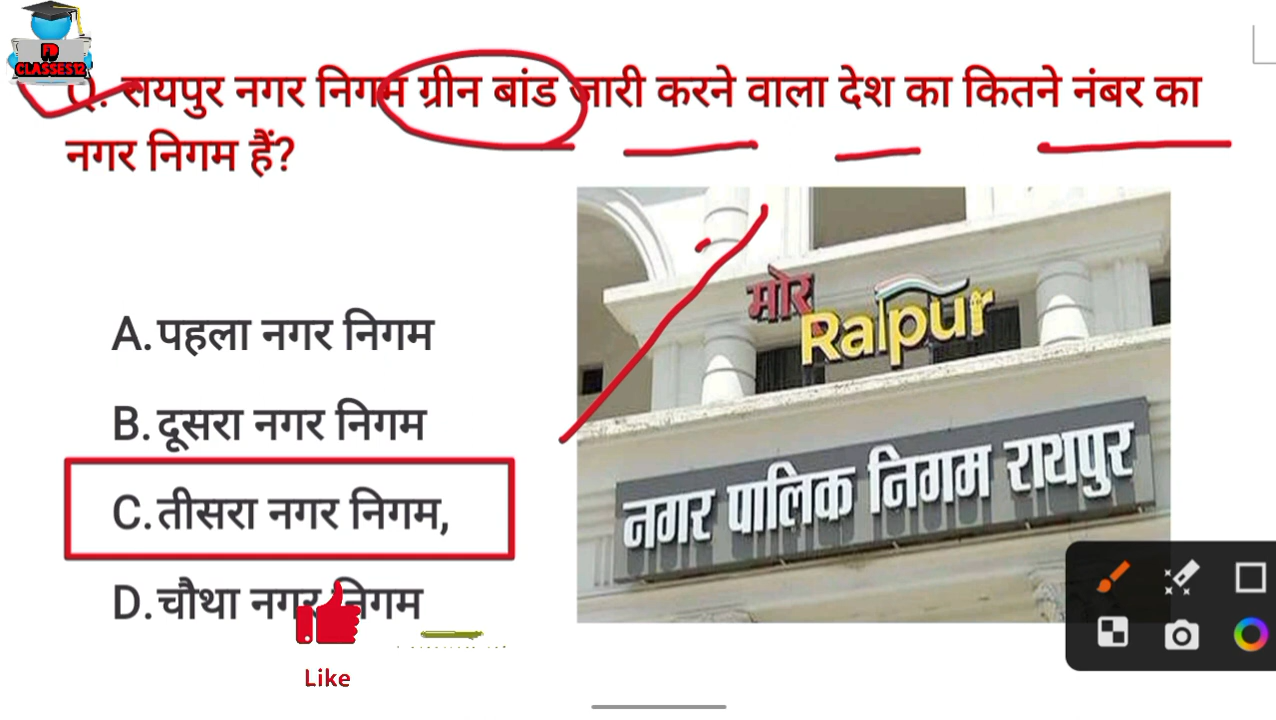 FD
CLASSES12
Q. रायपुर नगर निगम ग्रीन बांड जारी करने वाला देश का कितने नंबर का
नगर निगम हैं?
A. पहला नगर निगम
B. दूसरा नगर निगम
C. तीसरा नगर निगम,
D. चौथा नगर निगम
मोर
Raipur
नगर पालिक निगम रायपुर
Like